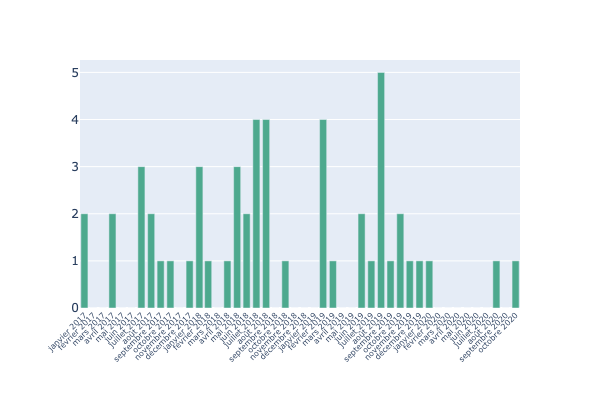 5
4
3
2
1
0
janvier 2017
février 2017
mars 2017
avril 2017
mai 2017
juin 2017
juillet 2017
août 2017
septembre 2017
octobre 2017
novembre 2017
décembre 2017
janvier 2018
février 2018
mars 2018
avril 2018
mai 2018
juin 2018
juillet 2018
août 2018
septembre 2018
octobre 2018
novembre 2018
décembre 2018
janvier 2019
février 2019
mars 2019
avril 2019
mai 2019
juin 2019
juillet 2019
août 2019
septembre 2019
octobre 2019
novembre 2019
décembre 2019
janvier 2020
février 2020
mars 2020
avril 2020
mai 2020
juin 2020
juillet 2020
août 2020
septembre 2020
octobre 2020